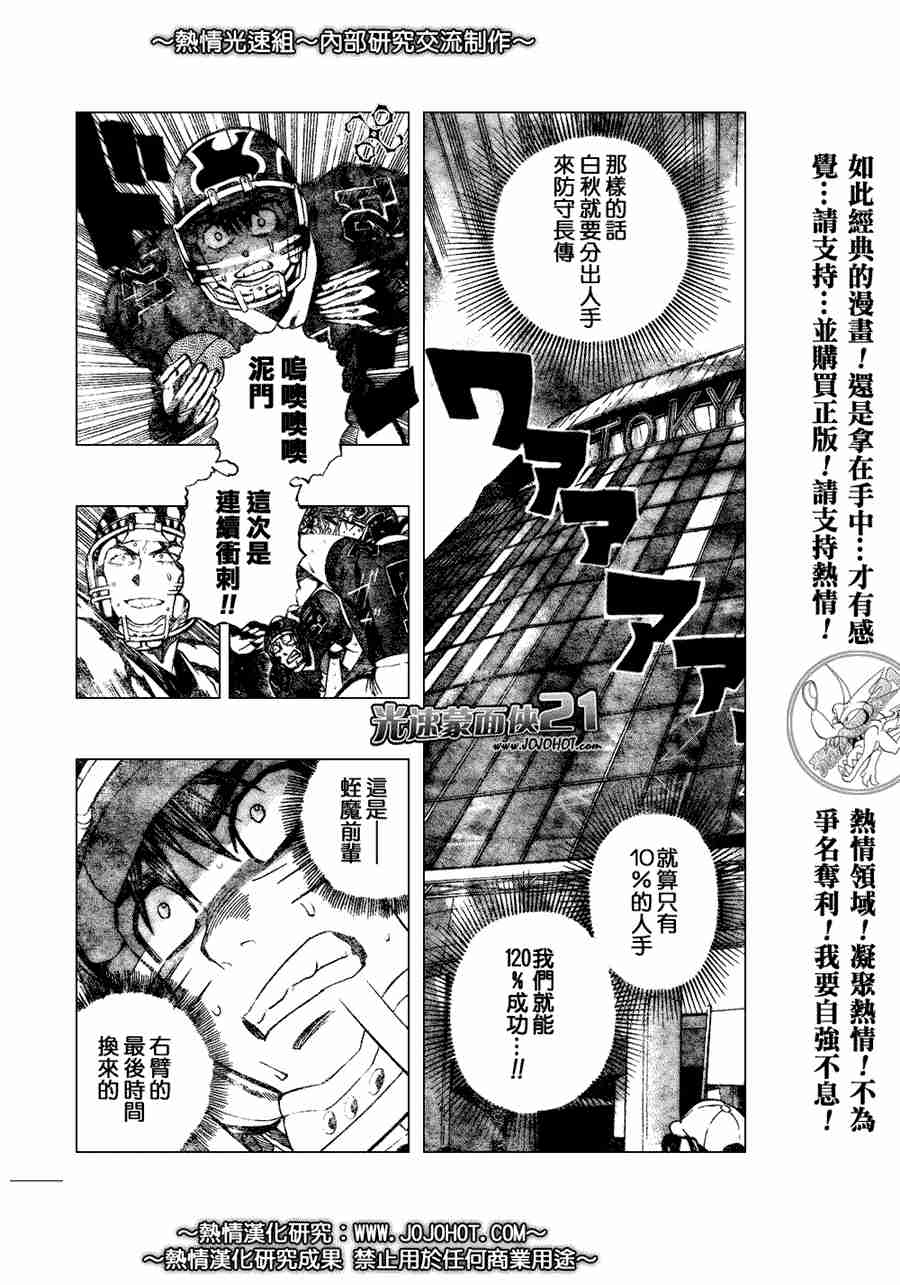 ～熱情光速組～內部研究交流制作～
如此經典的漫畫！還是拿在手中…才有感
覺…請支持…並購買正版！請支持熱情！
熱情領域！凝聚熱情！不為
爭名奪利！我要自強不息！
那樣的話
白秋就要分出人手
來防守長傳
TOKYO
ワァァァ
就算只有
10%的人手
我們就能
120%成功…!!
ドド
嗚噢噢噢
泥門
這次是
連續衝刺!!
光速蒙面俠21
www.JOJOHOT.com
這是——
蛭魔前輩
右臂的
最後時間
換來的
～熱情漢化研究：WWW.JOJOHOT.COM～
～熱情漢化研究成果 禁止用於任何商業用途～